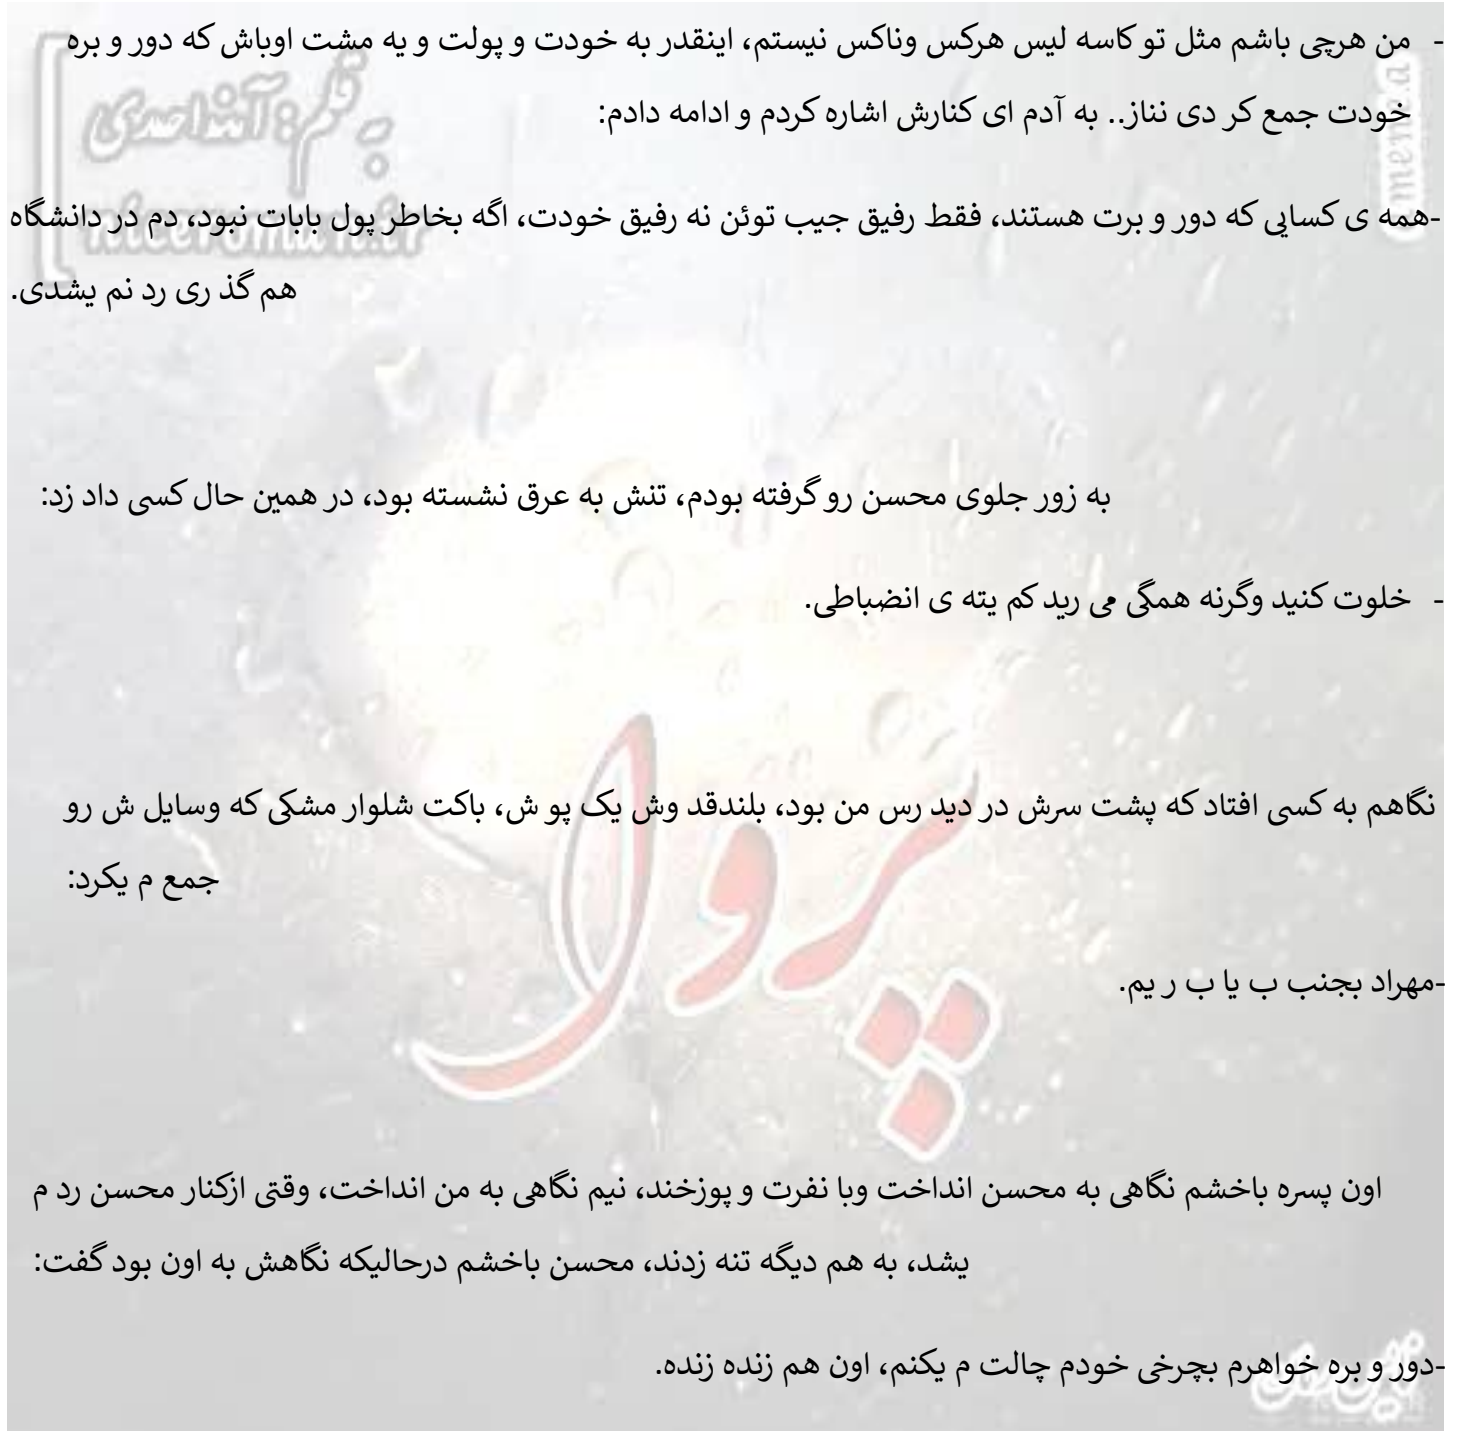 - من هرچی باشم مثل تو کاسه لیس هرکس وناکس نیستم، اینقدر به خودت و پولت و یه مشت اوباش که دور و بره
خودت جمع کر دی نناز.. به آدم ای کنارش اشاره کردم و ادامه دادم:
-همه ی کسایی که دور و برت هستند، فقط رفیق جیب توئن نه رفیق خودت، اگه بخاطر پول بابات نبود، دم در دانشگاه
هم گذ ری رد نم یشدی.
به زور جلوی محسن رو گرفته بودم، تنش به عرق نشسته بود، در همین حال کسی داد زد:
- خلوت کنید وگرنه همگی می رید کم یته ی انضباطی.
نگاهم به کسی افتاد که پشت سرش در دید رس من بود، بلندقد وش یک پو ش، باکت شلوار مشکی که وسایل ش رو
جمع م یکرد:
-مهراد بجنب ب یا ب ر یم.
اون پسره باخشم نگاهی به محسن انداخت وبا نفرت و پوزخند، نیم نگاهی به من انداخت، وقتی ازکنار محسن رد م
یشد، به هم دیگه تنه زدند، محسن باخشم درحالیکه نگاهش به اون بود گفت:
-دور و بره خواهرم بچرخی خودم چالت م یکنم، اون هم زنده زنده.
به قلم: آیندا احمدی
پروا